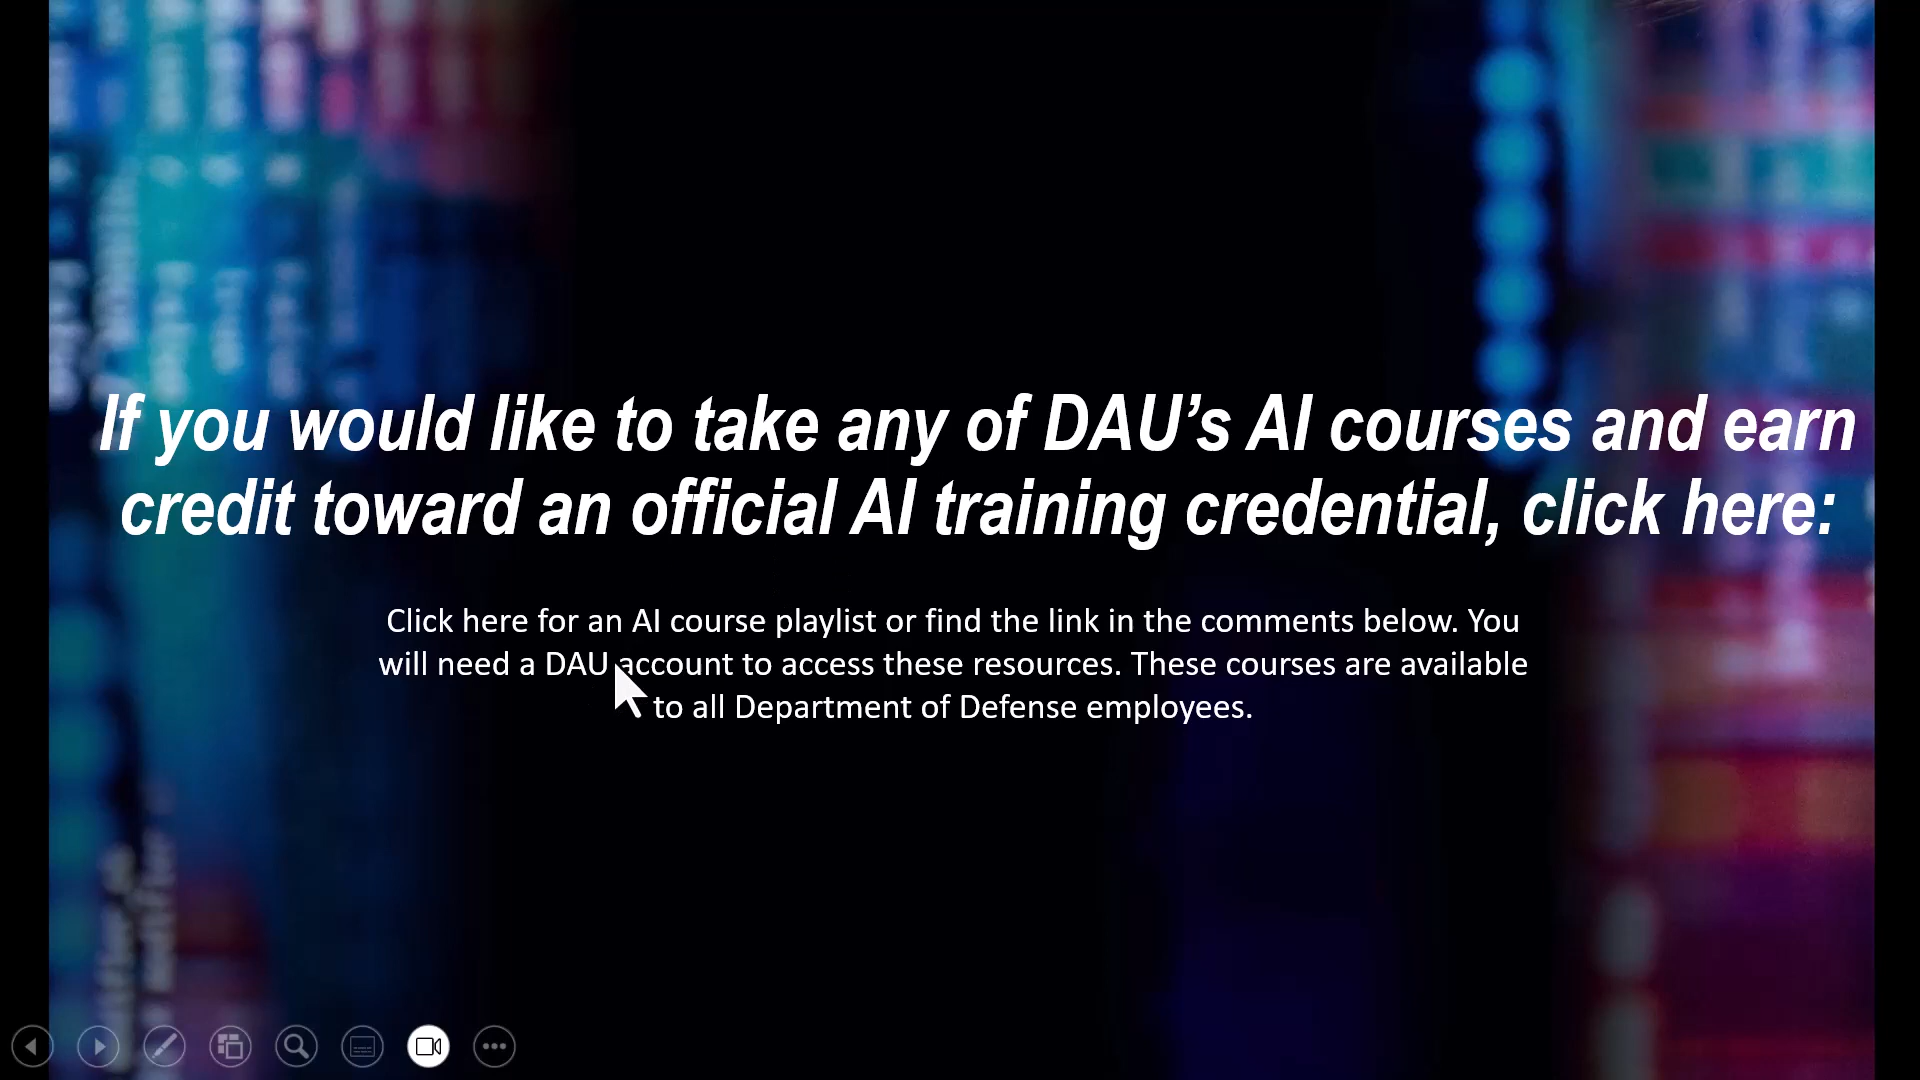 If you would like to take any of DAU’s AI courses and earn
credit toward an official AI training credential, click here:
Click here for an AI course playlist or find the link in the comments below. You
will need a DAU account to access these resources. These courses are available
to all Department of Defense employees.